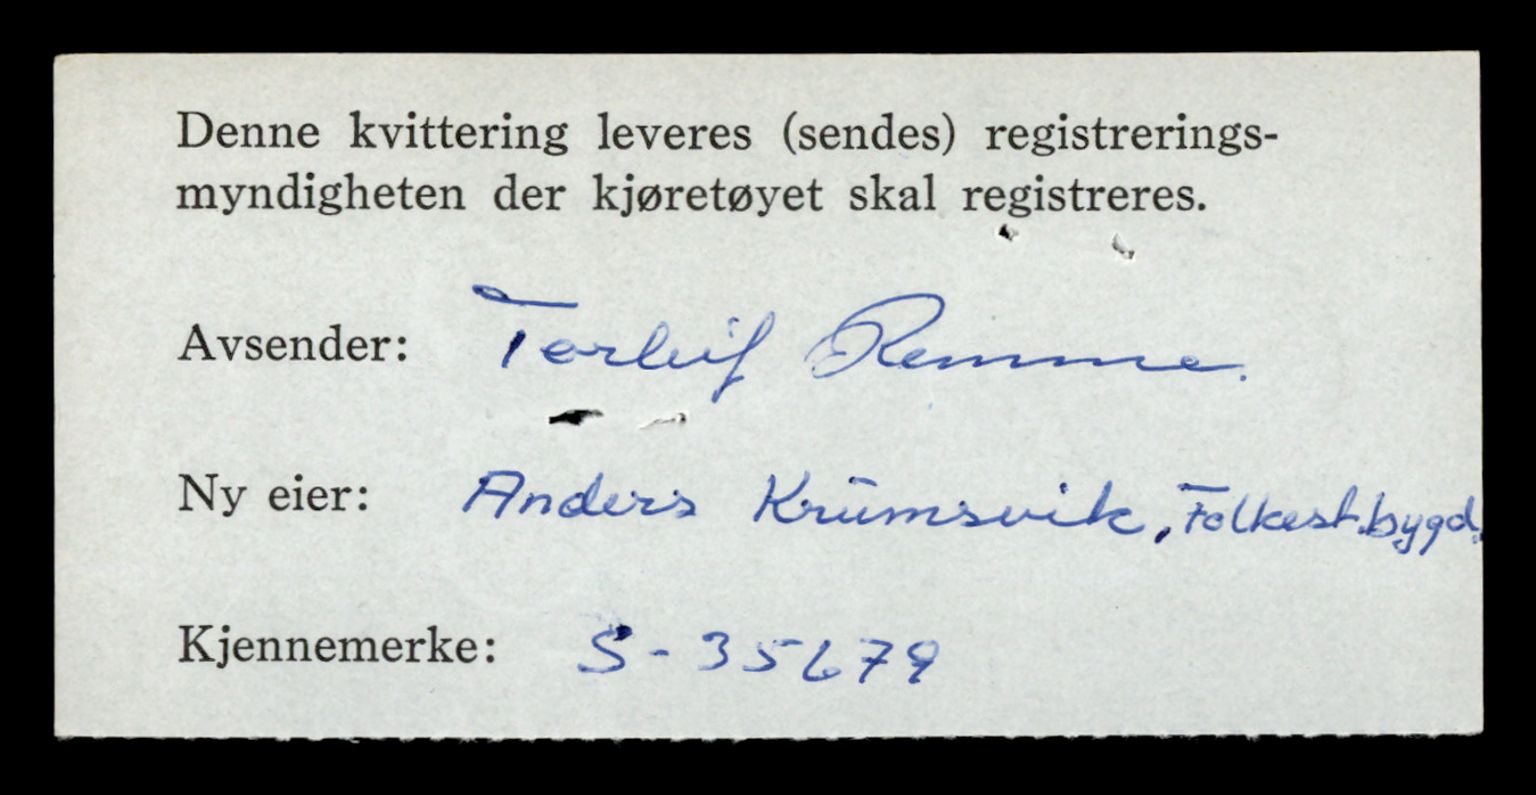 Denne kvittering leveres (sendes) registrerings-
myndigheten der kjøretøyet skal registreres.
Avsender: Torleif Remme.
Ny eier: Anders Krumsvik, Folkest.bygd.
Kjennemerke: S-35679